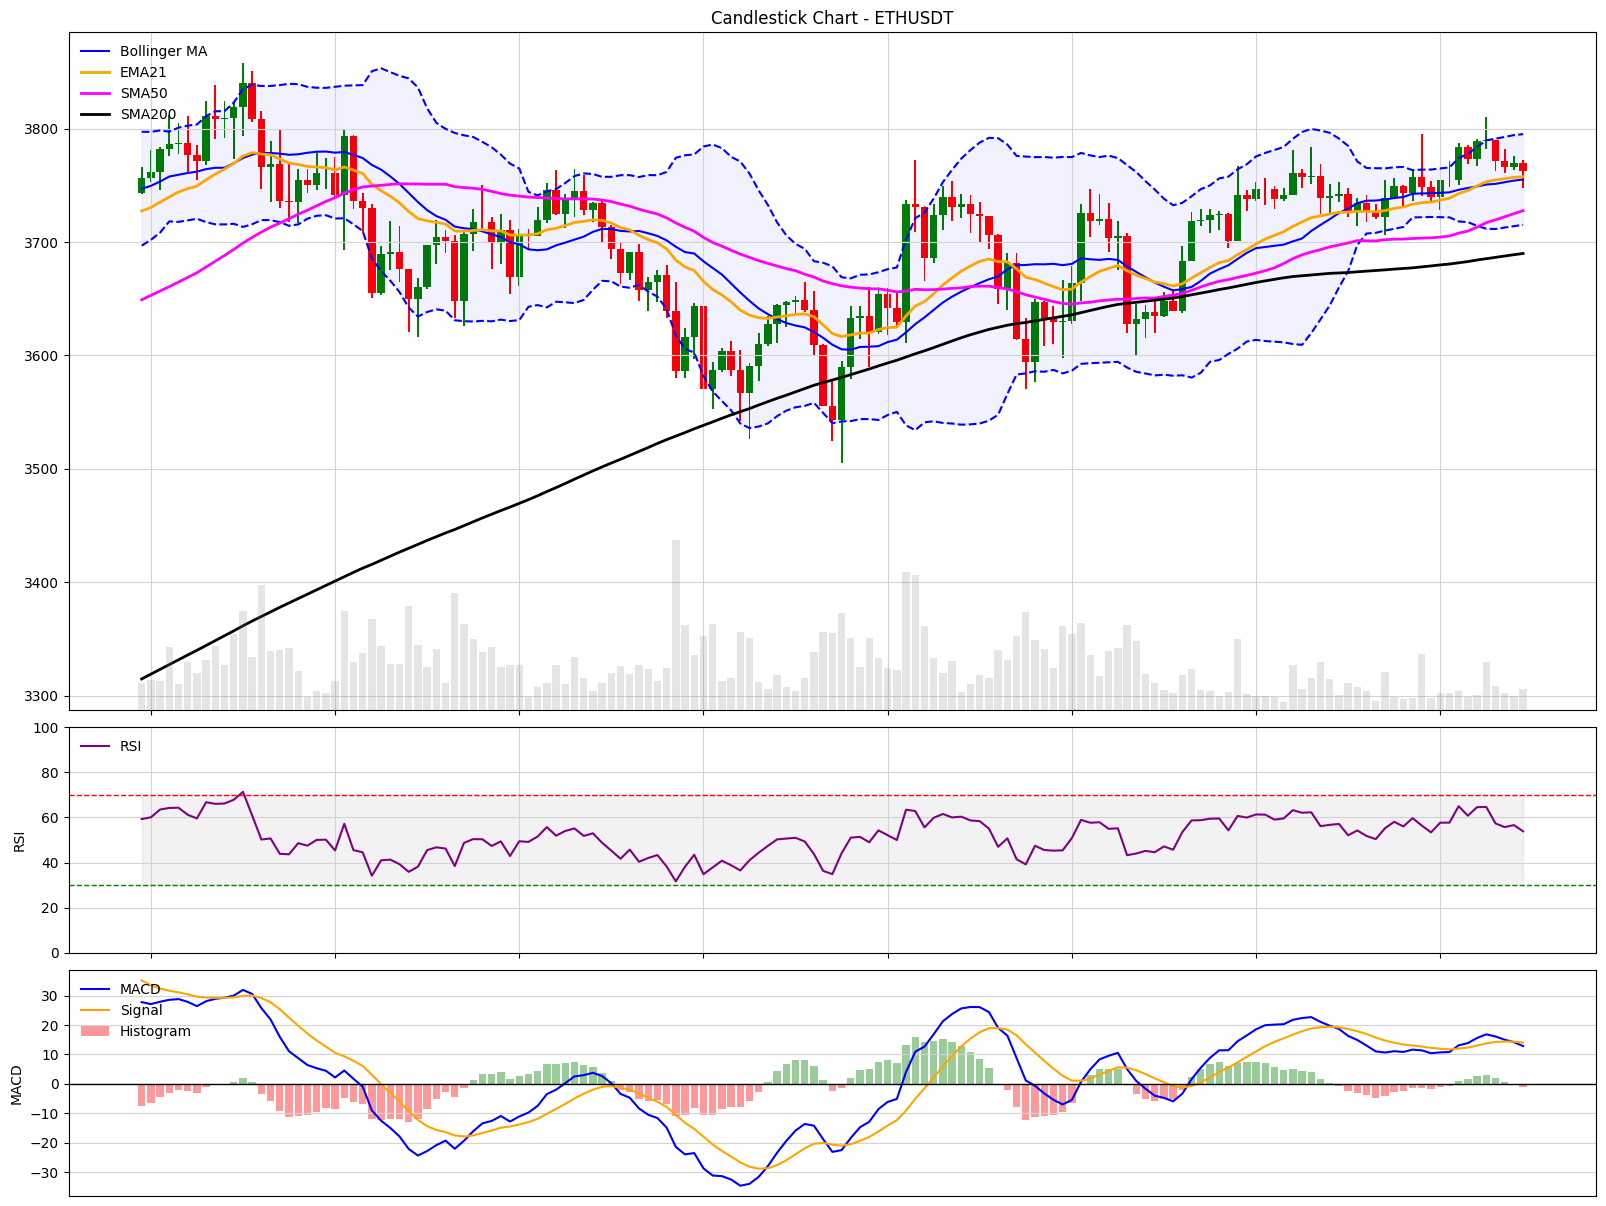 Candlestick Chart - ETHUSDT
Bollinger MA
EMA21
SMA50
SMA200
3800
3700
3600
3500
3400
3300
RSI
100
80
60
40
20
0
RSI
MACD
Signal
Histogram
30
20
10
0
−10
−20
−30
MACD